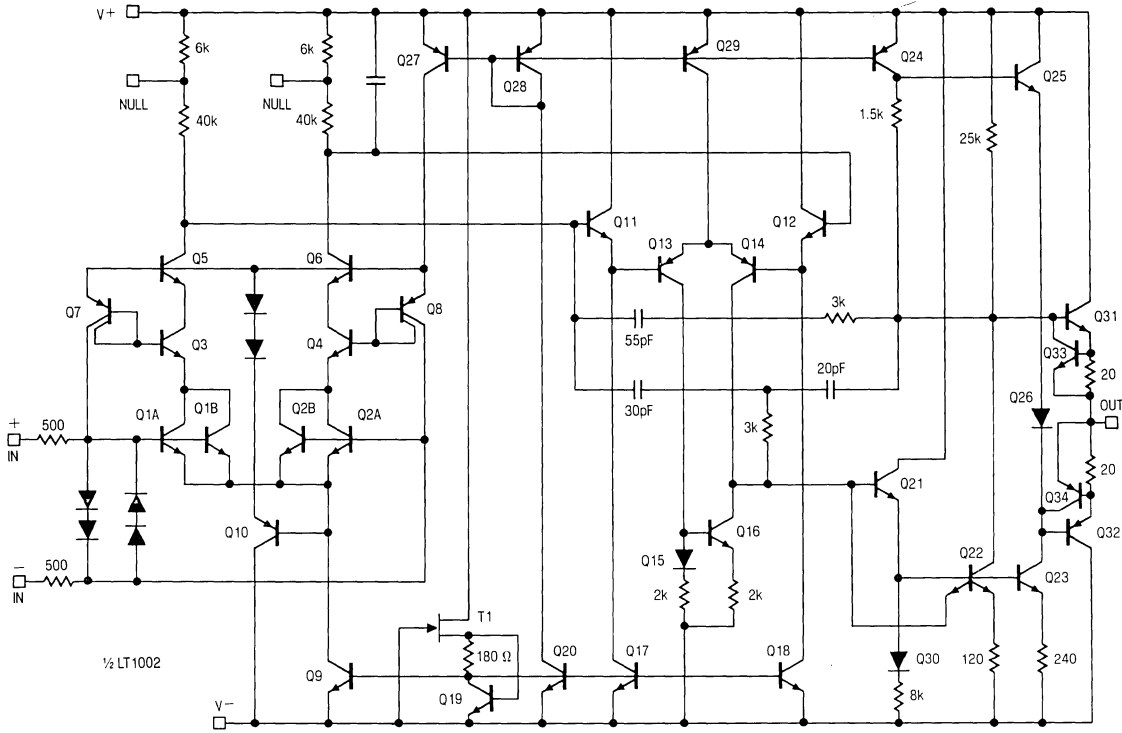 V+
6k
6k
Q27
Q28
Q29
Q24
Q25
NULL
NULL
40k
40k
1.5k
25k
Q11
Q12
Q5
Q6
Q13
Q14
Q7
Q8
3k
Q31
Q3
Q4
55pF
Q33
20pF
20
Q1A
Q1B
Q2B
Q2A
30pF
Q26
OUT
+
IN
500
3k
20
Q21
Q34
Q10
Q16
Q32
Q15
Q22
Q23
−
IN
500
2k
2k
T1
½ LT1002
180 Ω
Q30
120
240
Q9
Q19
Q20
Q17
Q18
8k
V−